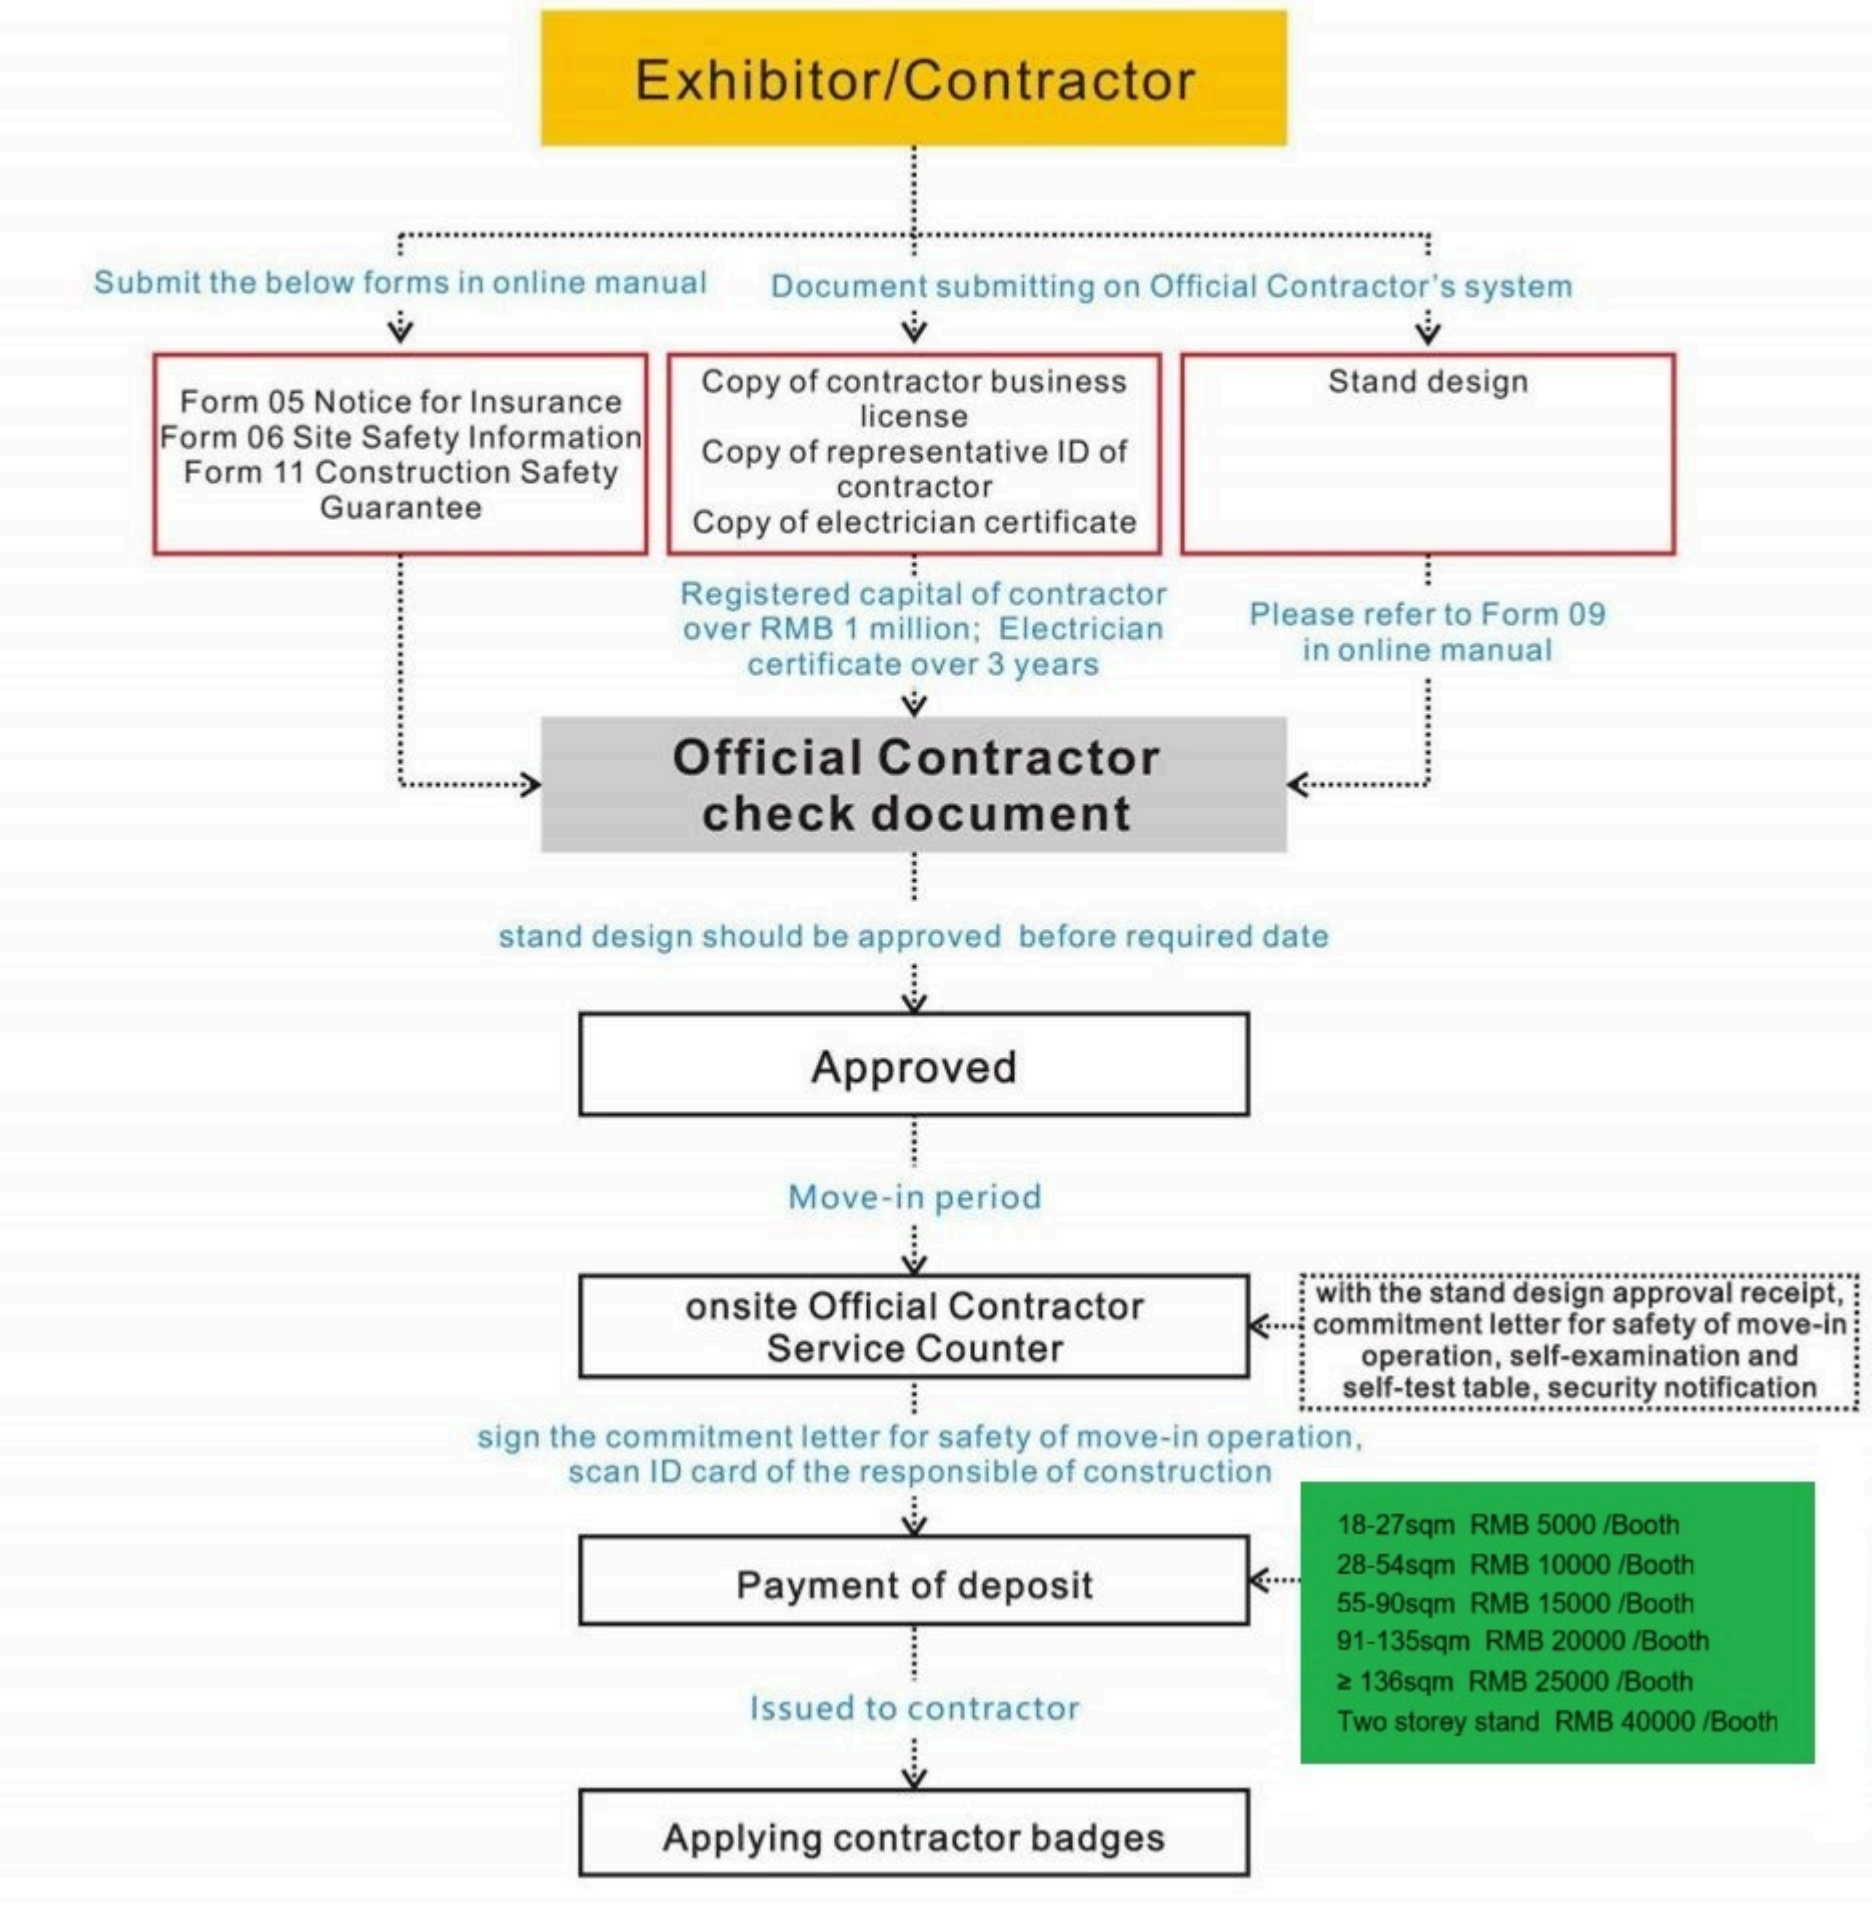 Exhibitor/Contractor
Submit the below forms in online manual
Document submitting on Official Contractor's system
Form 05 Notice for Insurance
Form 06 Site Safety Information
Form 11 Construction Safety
Guarantee
Copy of contractor business
license
Copy of representative ID of
contractor
Copy of electrician certificate
Stand design
Registered capital of contractor
over RMB 1 million; Electrician
certificate over 3 years
Please refer to Form 09
in online manual
Official Contractor
check document
stand design should be approved before required date
Approved
Move-in period
onsite Official Contractor
Service Counter
with the stand design approval receipt,
commitment letter for safety of move-in
operation, self-examination and
self-test table, security notification
sign the commitment letter for safety of move-in operation,
scan ID card of the responsible of construction
Payment of deposit
18-27sqm RMB 5000 /Booth
28-54sqm RMB 10000 /Booth
55-90sqm RMB 15000 /Booth
91-135sqm RMB 20000 /Booth
≥ 136sqm RMB 25000 /Booth
Two storey stand RMB 40000 /Booth
Issued to contractor
Applying contractor badges